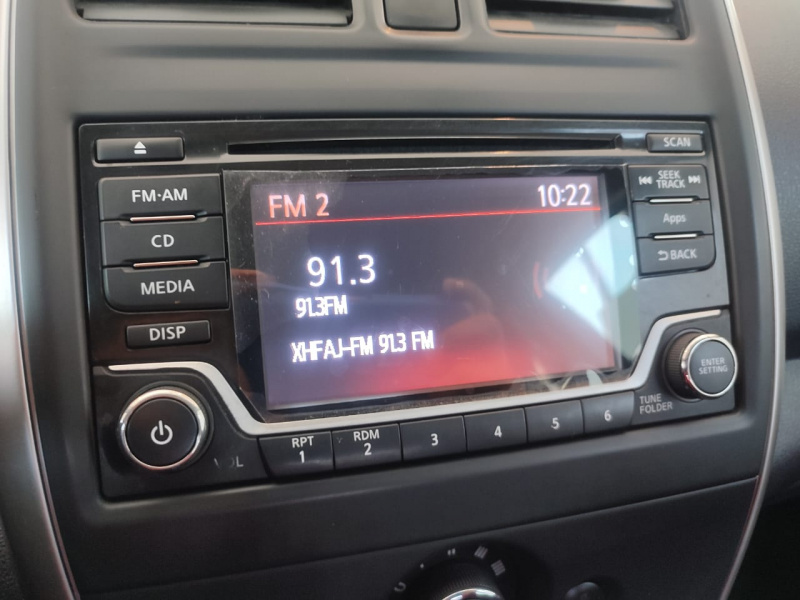 SCAN
FM·AM
CD
MEDIA
DISP
FM 2
10:22
91.3
91.3FM
XHFAJ-FM 91.3 FM
SEEK
TRACK
Apps
BACK
ENTER
SETTING
TUNE
FOLDER
VOL
RPT
1
RDM
2
3
4
5
6